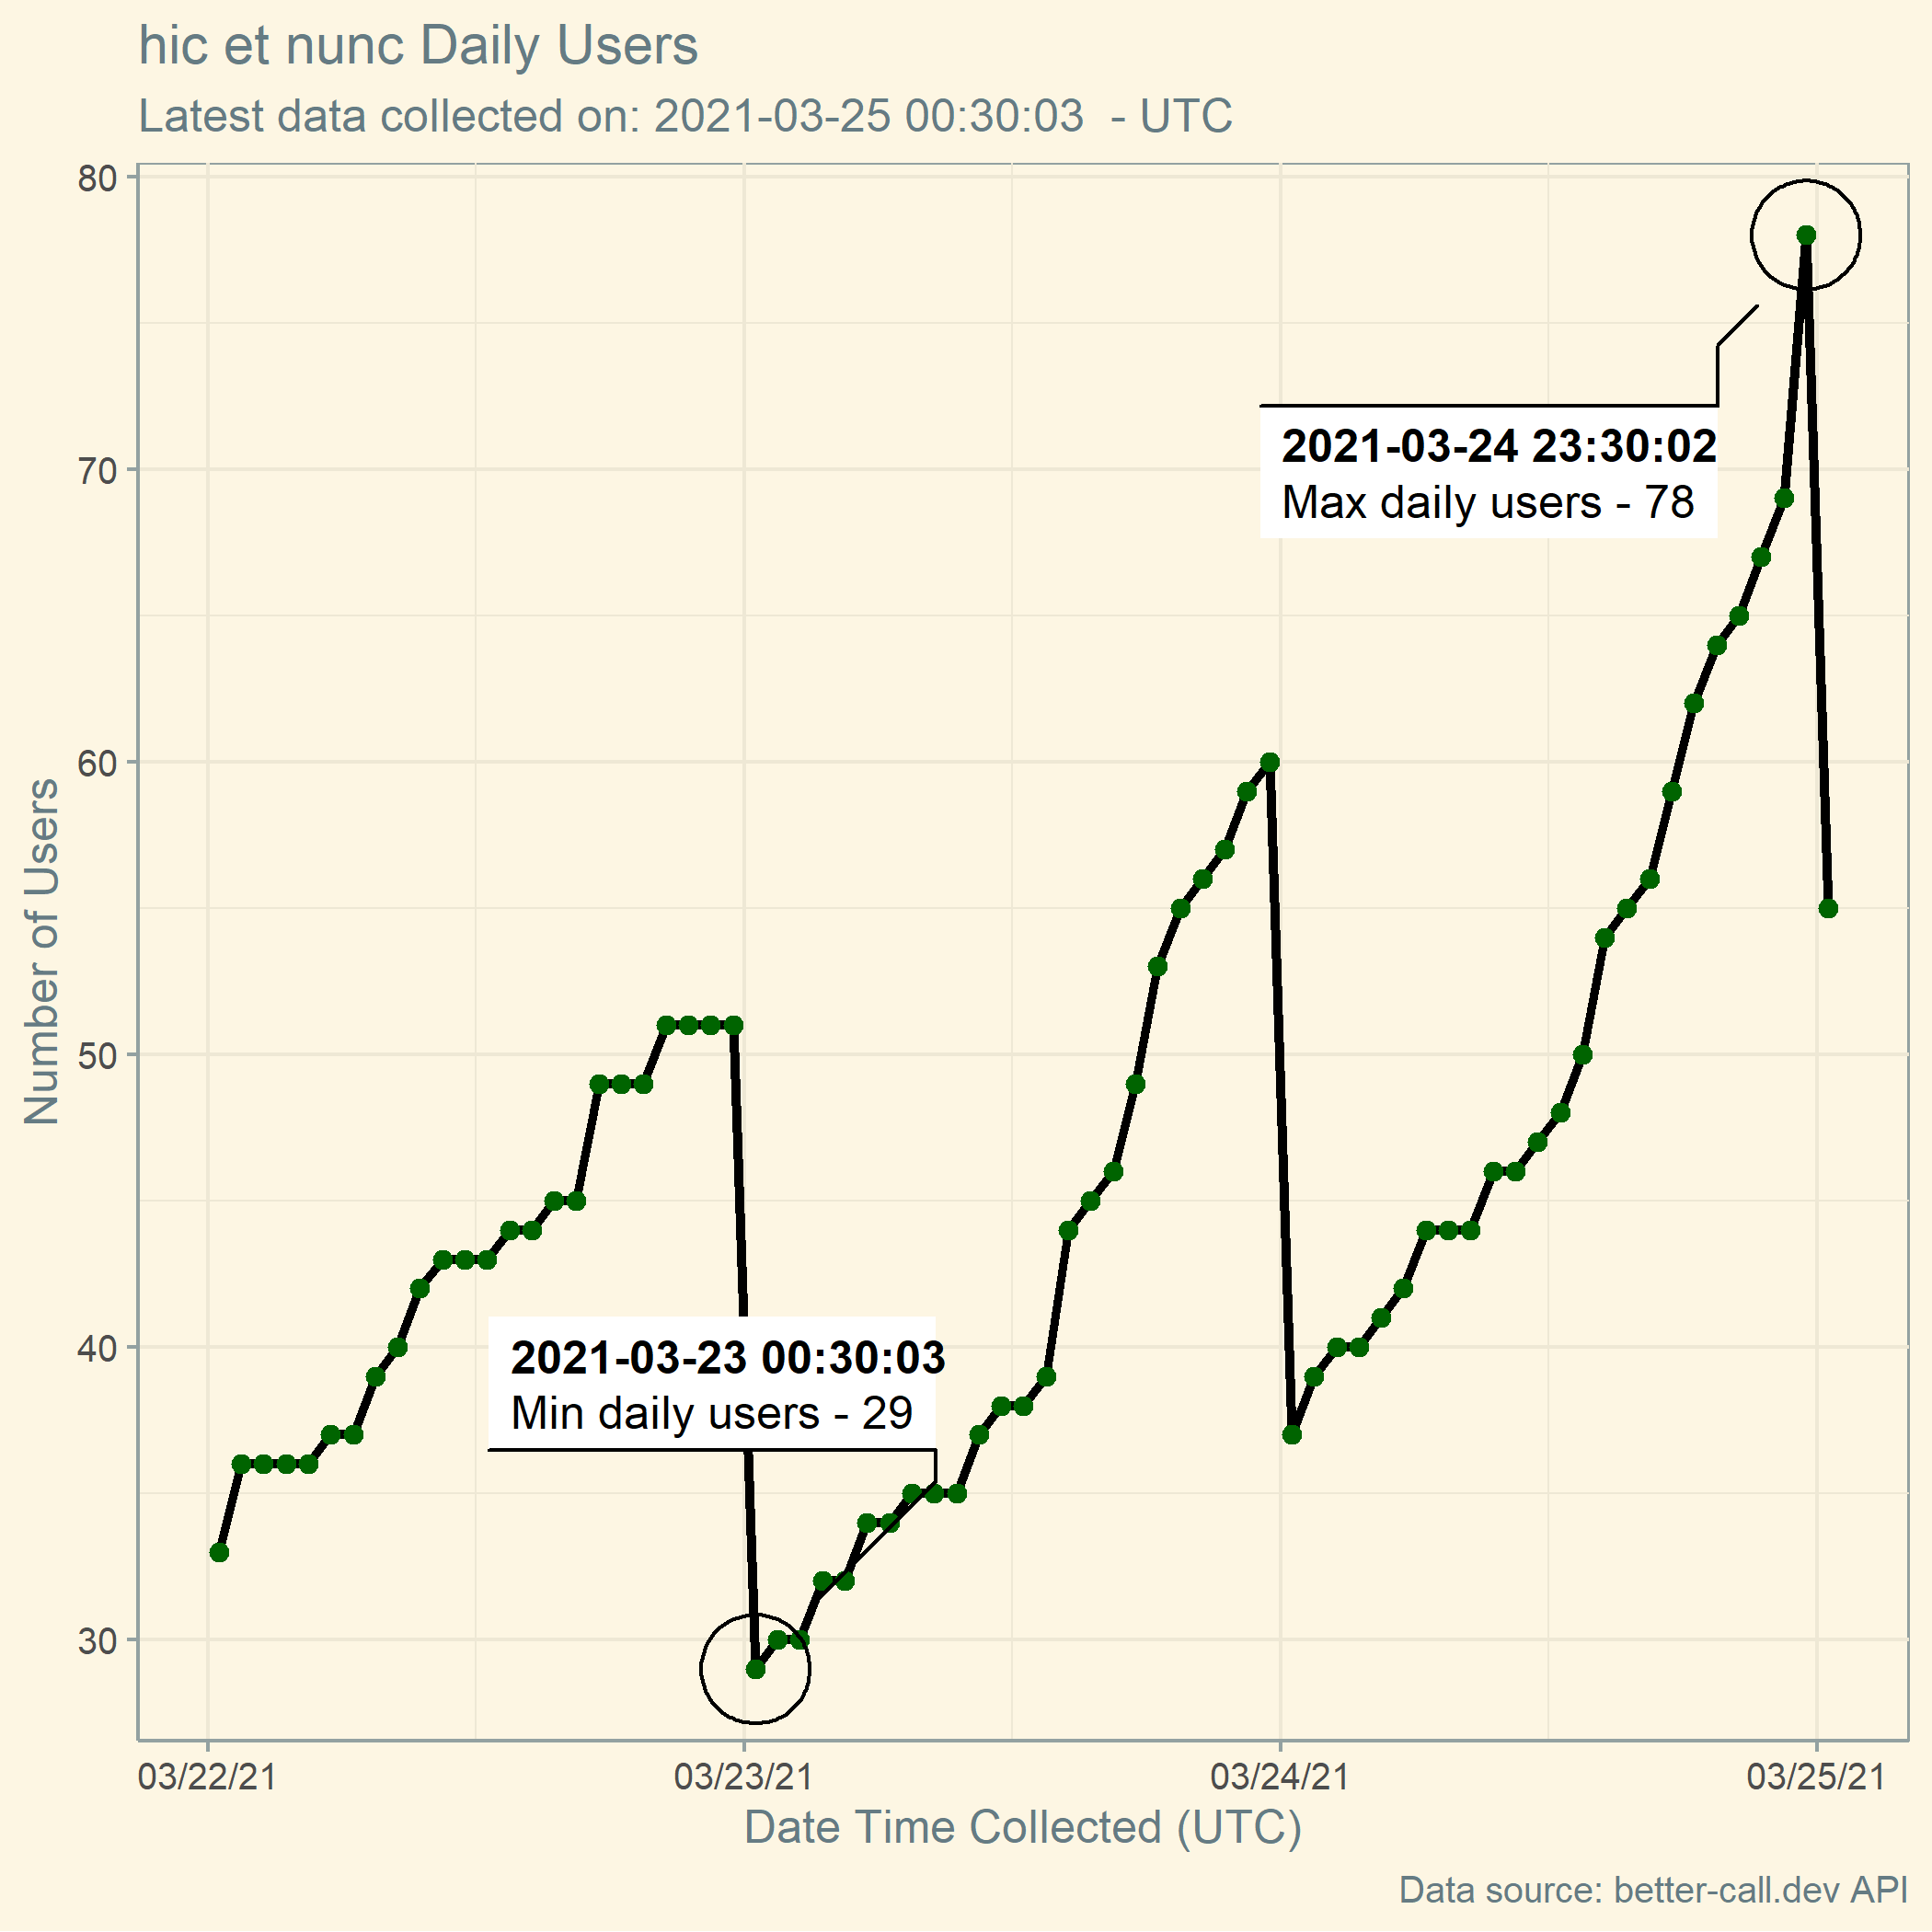 hic et nunc Daily Users
Latest data collected on: 2021-03-25 00:30:03  - UTC
80
70
60
50
40
30
Number of Users
2021-03-24 23:30:02
Max daily users - 78
2021-03-23 00:30:03
Min daily users - 29
03/22/21
03/23/21
03/24/21
03/25/21
Date Time Collected (UTC)
Data source: better-call.dev API